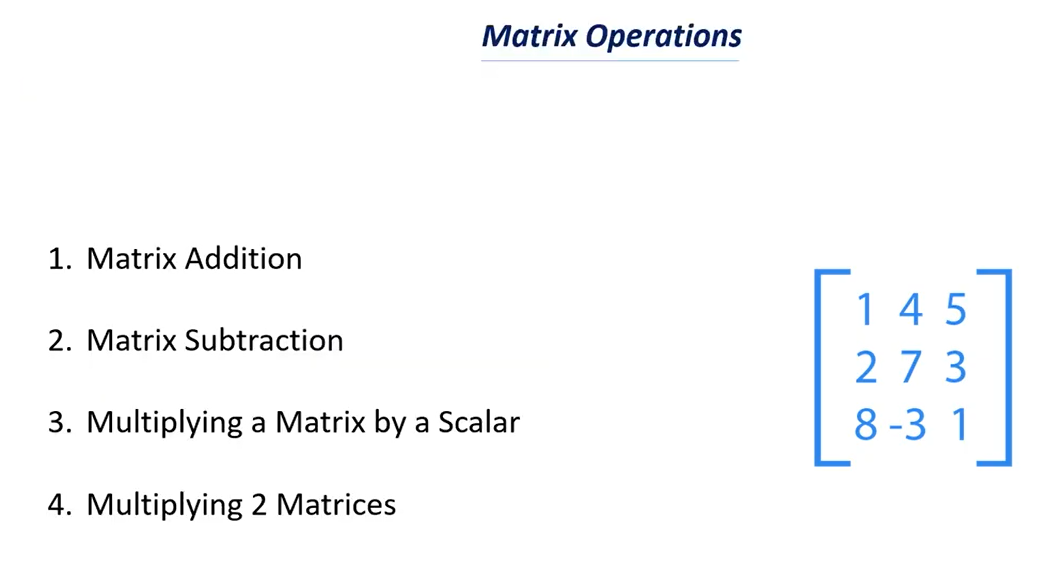 Matrix Operations
1. Matrix Addition
2. Matrix Subtraction
3. Multiplying a Matrix by a Scalar
4. Multiplying 2 Matrices
1 4 5
2 7 3
8 -3 1